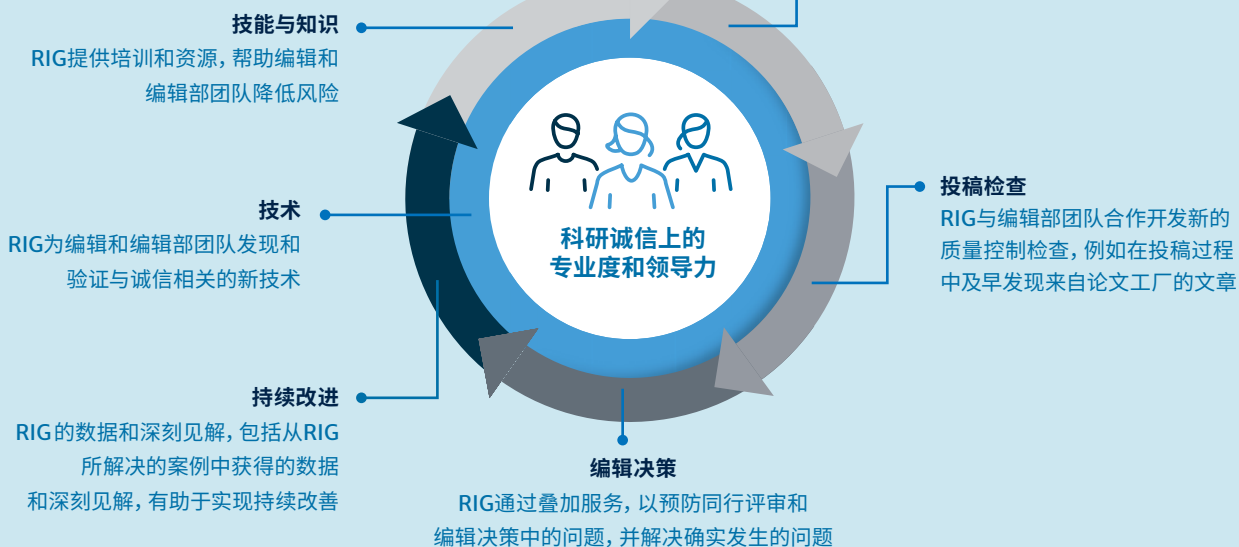 技能与知识
RIG提供培训和资源，帮助编辑和
编辑部团队降低风险
科研诚信上的
专业度和领导力
投稿检查
RIG与编辑部团队合作开发新的
质量控制检查，例如在投稿过程
中及早发现来自论文工厂的文章
技术
RIG为编辑和编辑部团队发现和
验证与诚信相关的新技术
持续改进
RIG的数据和深刻见解，包括从RIG
所解决的案例中获得的数据
和深刻见解，有助于实现持续改善
编辑决策
RIG通过叠加服务，以预防同行评审和
编辑决策中的问题，并解决确实发生的问题